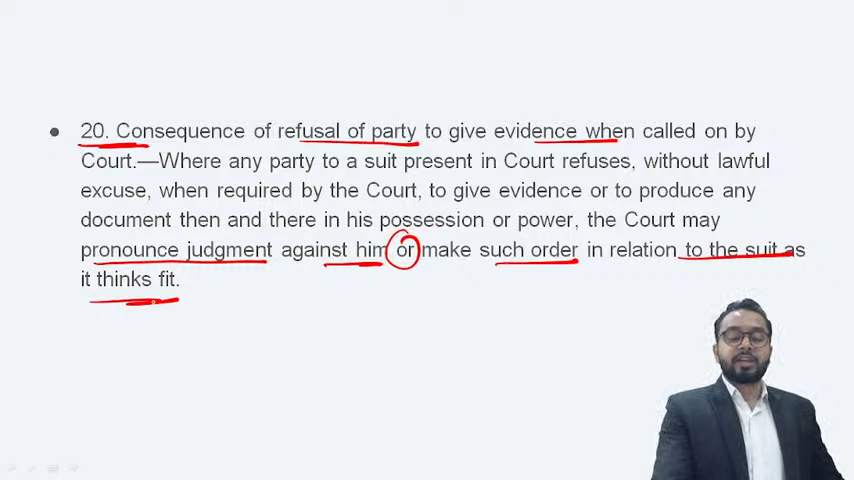 ● 20. Consequence of refusal of party to give evidence when called on by
Court.—Where any party to a suit present in Court refuses, without lawful
excuse, when required by the Court, to give evidence or to produce any
document then and there in his possession or power, the Court may
pronounce judgment against him or make such order in relation to the suit as
it thinks fit.